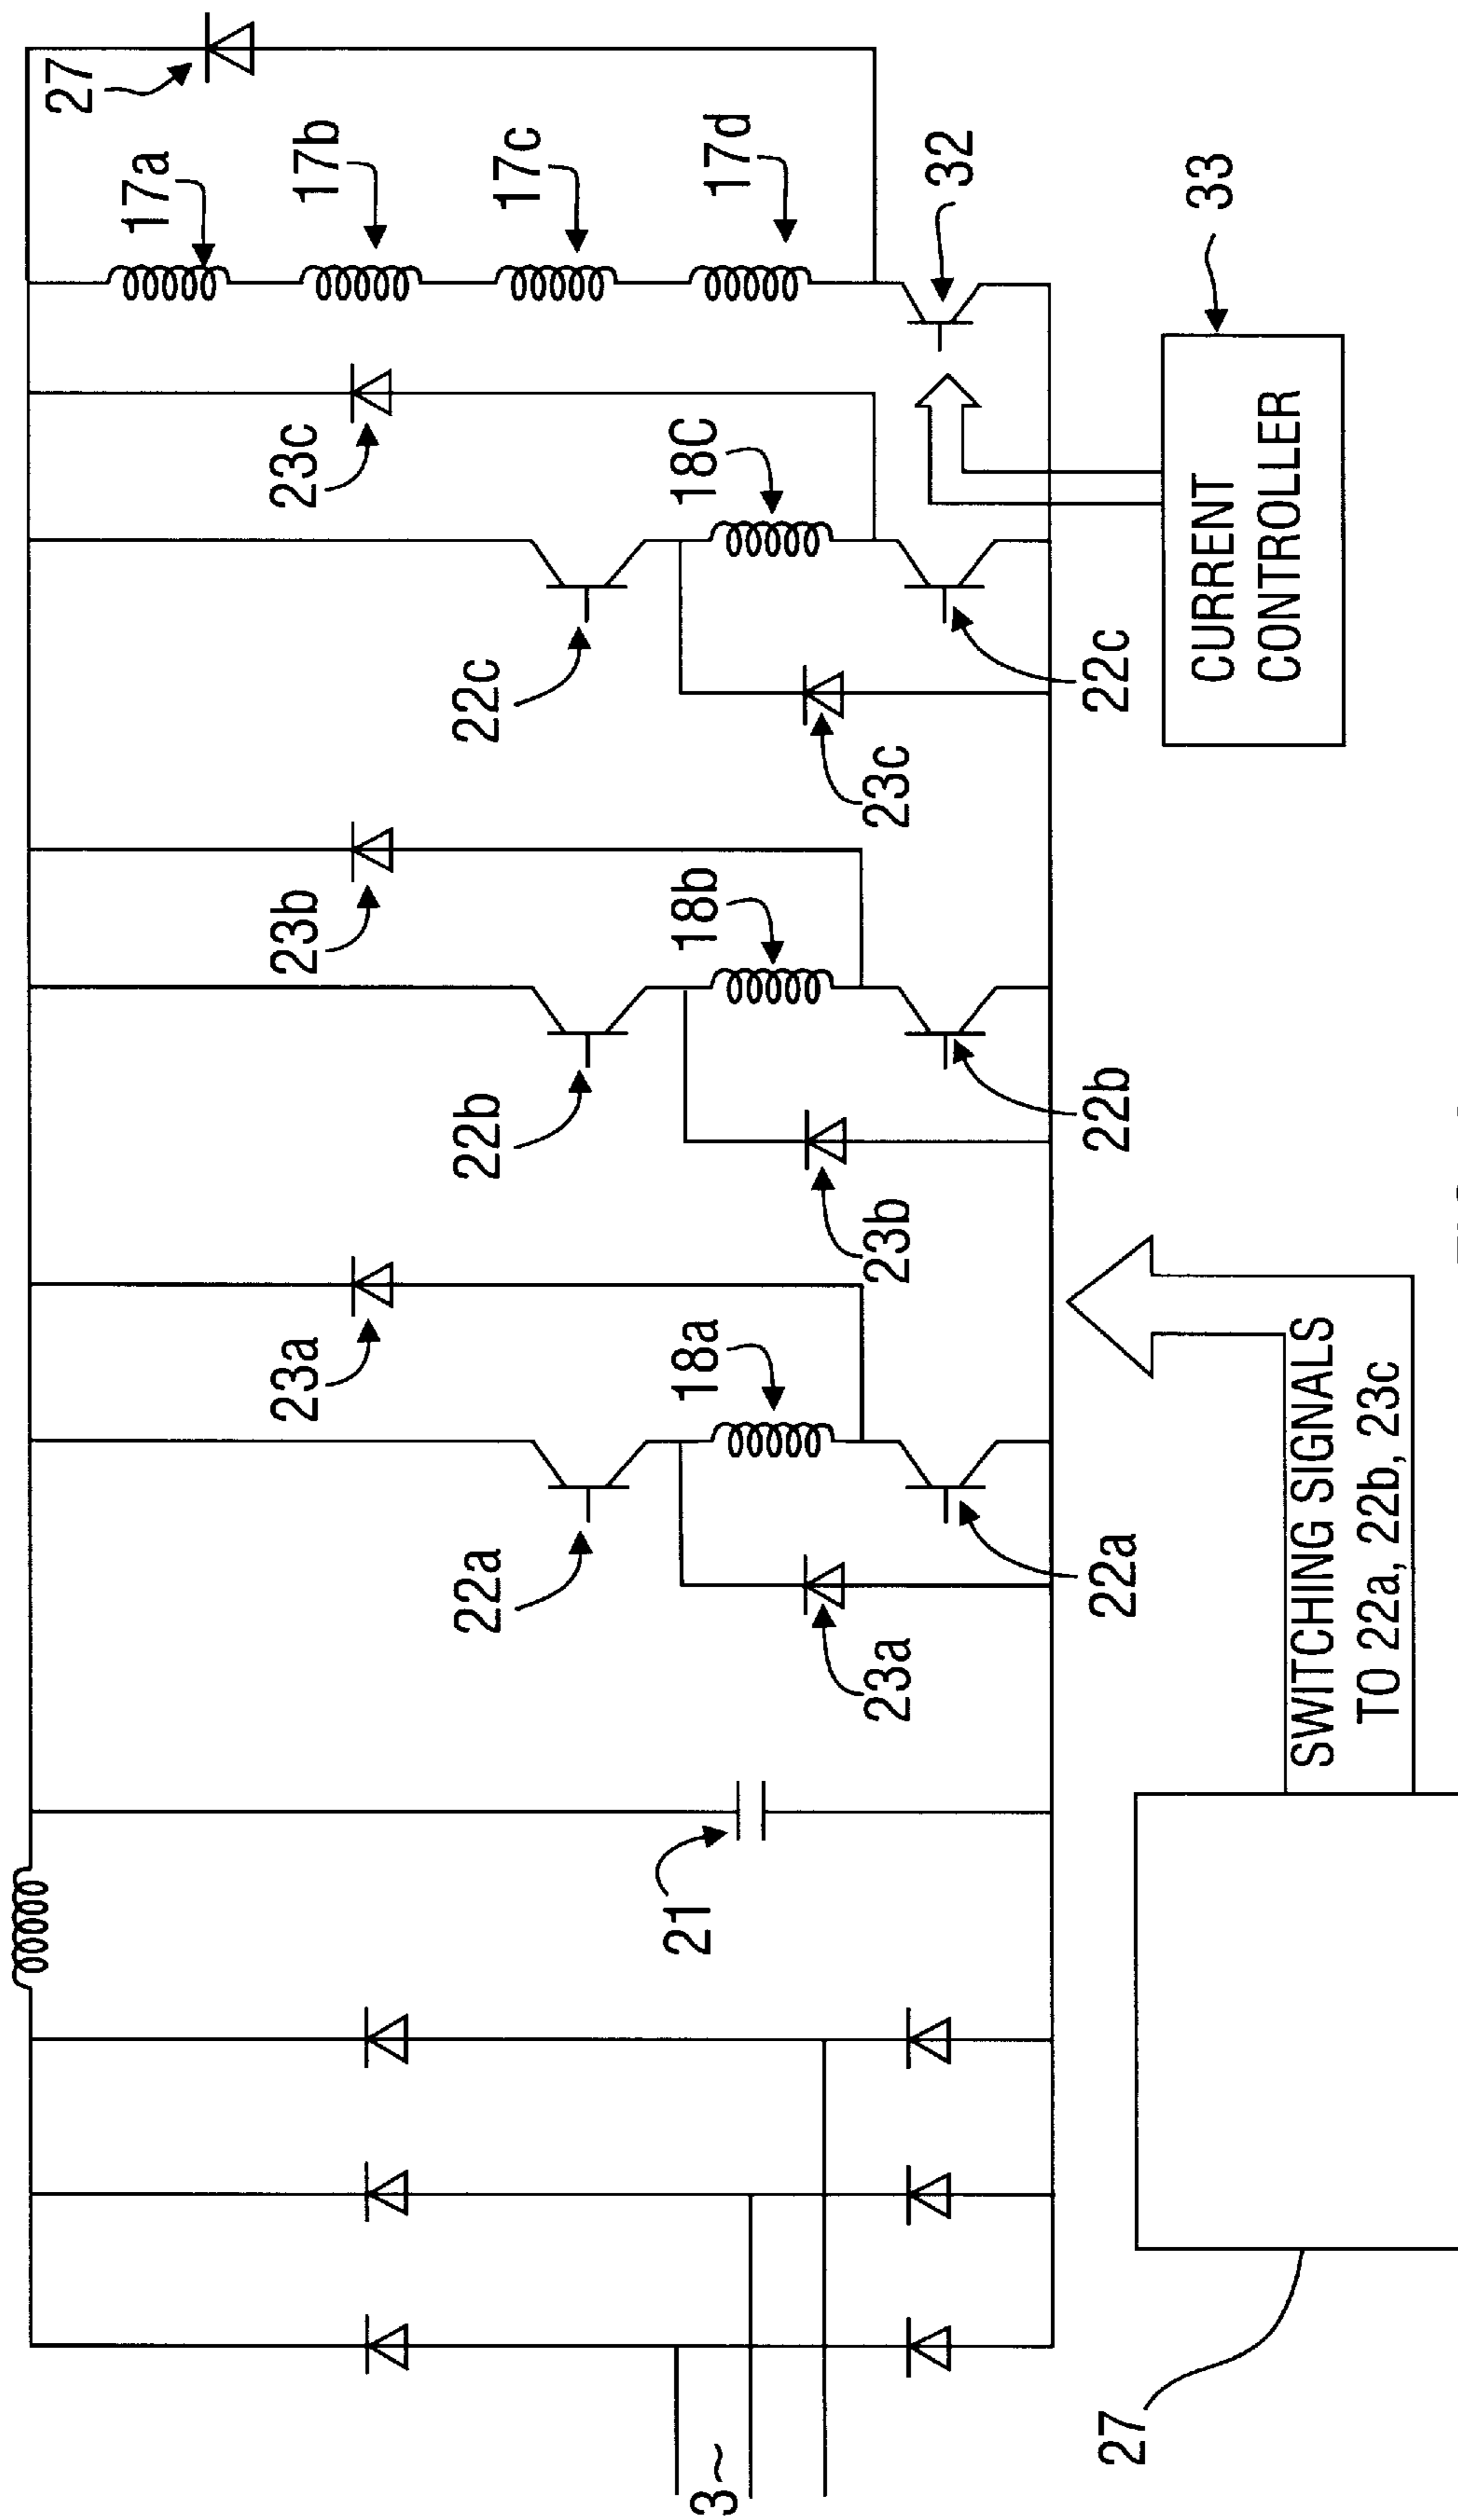 27
17a
23a
23b
23c
17b
22a
22b
22c
17c
21
18a
18b
18C
3~
17d
23a
23b
23c
32
22a
22b
22c
27
33
CURRENT
CONTROLLER
SWITCHING SIGNALS
TO 22a, 22b, 23c